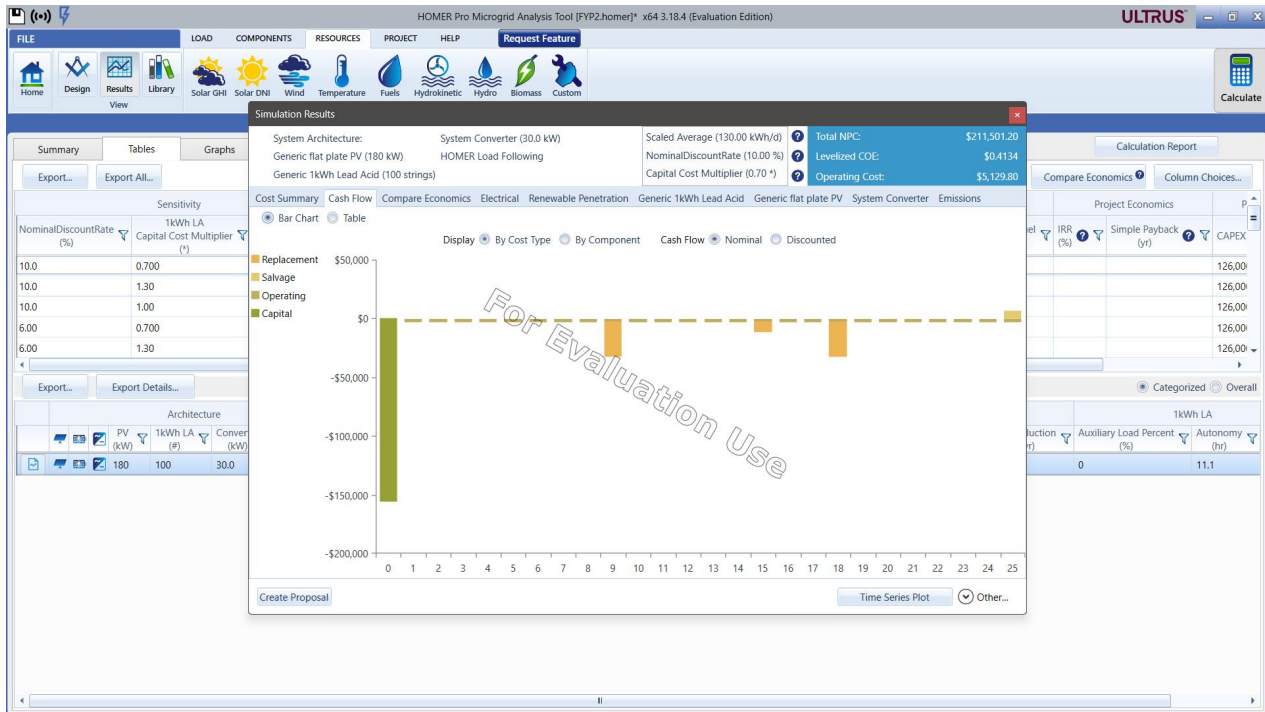 HOMER Pro Microgrid Analysis Tool [FYP2.homer]* x64 3.18.4 (Evaluation Edition)
ULTRUS
FILE
LOAD COMPONENTS RESOURCES PROJECT HELP Request Feature
Home
Design Results Library
View
Solar GHI Solar DNI Wind Temperature Fuels Hydrokinetic Hydro Biomass Custom
Calculate
Simulation Results
System Architecture: System Converter (30.0 kW)
Generic flat plate PV (180 kW) HOMER Load Following
Generic 1kWh Lead Acid (100 strings)
Scaled Average (130.00 kWh/d)
NominalDiscountRate (10.00 %)
Capital Cost Multiplier (0.70 *)
Total NPC: $211,501.20
Levelized COE: $0.4134
Operating Cost: $5,129.80
Summary Tables Graphs
Calculation Report
Export... Export All...
Compare Economics Column Choices...
Cost Summary Cash Flow Compare Economics Electrical Renewable Penetration Generic 1kWh Lead Acid Generic flat plate PV System Converter Emissions
Bar Chart Table
Display By Cost Type By Component Cash Flow Nominal Discounted
Sensitivity
NominalDiscountRate
(%)
1kWh LA
Capital Cost Multiplier
(*)
10.0 0.700
10.0 1.30
10.0 1.00
6.00 0.700
6.00 1.30
Project Economics P
el IRR
(%)
Simple Payback
(yr)
CAPEX
126,00
126,00
126,00
126,00
126,00
Replacement
Salvage
Operating
Capital
$50,000
$0
-$50,000
-$100,000
-$150,000
-$200,000
0 1 2 3 4 5 6 7 8 9 10 11 12 13 14 15 16 17 18 19 20 21 22 23 24 25
For Evaluation Use
Export... Export Details...
Categorized Overall
Architecture
PV
(kW)
1kWh LA
(#)
Conver
(kW)
180 100 30.0
1kWh LA
luction
Auxiliary Load Percent
(%)
Autonomy
(hr)
0 11.1
Create Proposal Time Series Plot Other...